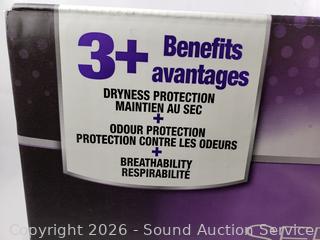 3+ Benefits
avantages
DRYNESS PROTECTION
MAINTIEN AU SEC
+
ODOUR PROTECTION
PROTECTION CONTRE LES ODEURS
+
BREATHABILITY
RESPIRABILITÉ
Copyright 2026 - Sound Auction Service